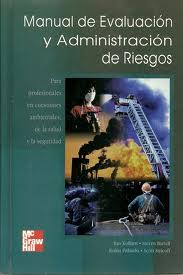 Manual de Evaluación
y Administración
de Riesgos
Para
profesionales
en cuestiones
ambientales,
de la salud
y la seguridad
Mc
Graw
Hill